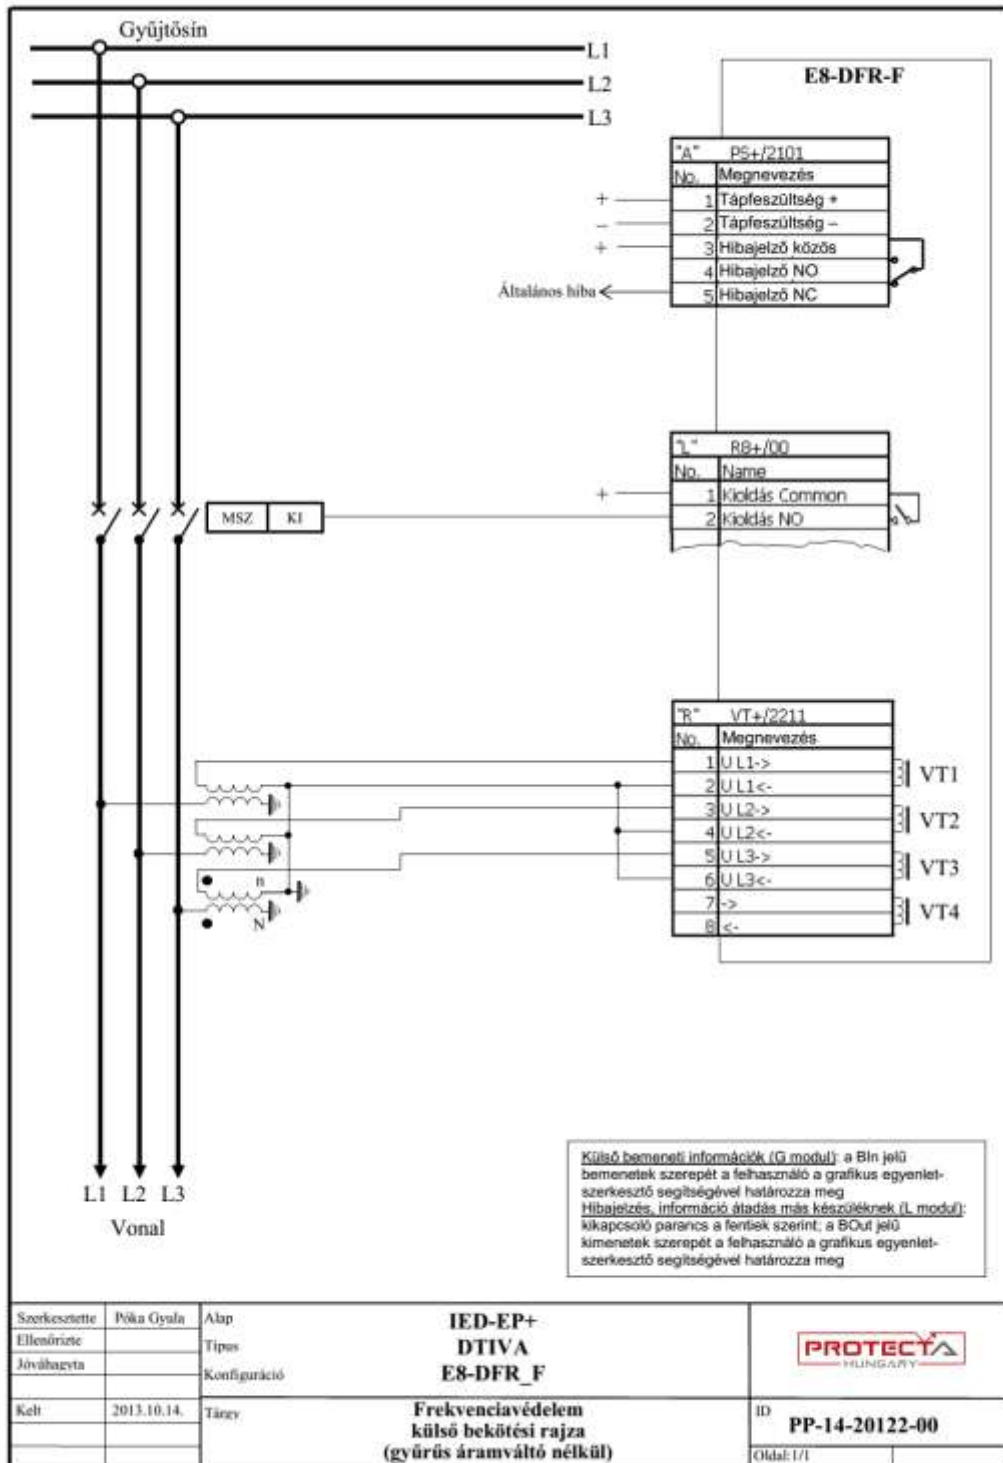 Gyűjtősín
L1
L2
L3
E8-DFR-F
"A" PS+/2101
No. Megnevezés
+ 1 Tápfeszültség +
− 2 Tápfeszültség −
+ 3 Hibajelző közös
4 Hibajelző NO
Általános hiba 5 Hibajelző NC
"L" R8+/00
No. Name
+ 1 Kioldás Common
2 Kioldás NO
MSZ KI
"R" VT+/2211
No. Megnevezés
1 U L1->
2 U L1<-
3 U L2->
4 U L2<-
5 U L3->
6 U L3<-
7 ->
8 <-
VT1
VT2
VT3
VT4
n
N
L1 L2 L3
Vonal
Külső bemeneti információk (G modul): a BIn jelű
bemenetek szerepét a felhasználó a grafikus egyenlet-
szerkesztő segítségével határozza meg
Hibajelzés, információ átadás más készüléknek (L modul):
kikapcsoló parancs a fentiek szerint; a BOut jelű
kimenetek szerepét a felhasználó a grafikus egyenlet-
szerkesztő segítségével határozza meg
Szerkesztette Póka Gyula
Ellenőrizte
Jóváhagyta
Kelt 2013.10.14.
Alap IED-EP+
Típus DTIVA
Konfiguráció E8-DFR_F
Tárgy Frekvenciavédelem
külső bekötési rajza
(gyűrűs áramváltó nélkül)
PROTECTA
HUNGARY
ID
PP-14-20122-00
Oldal:1/1